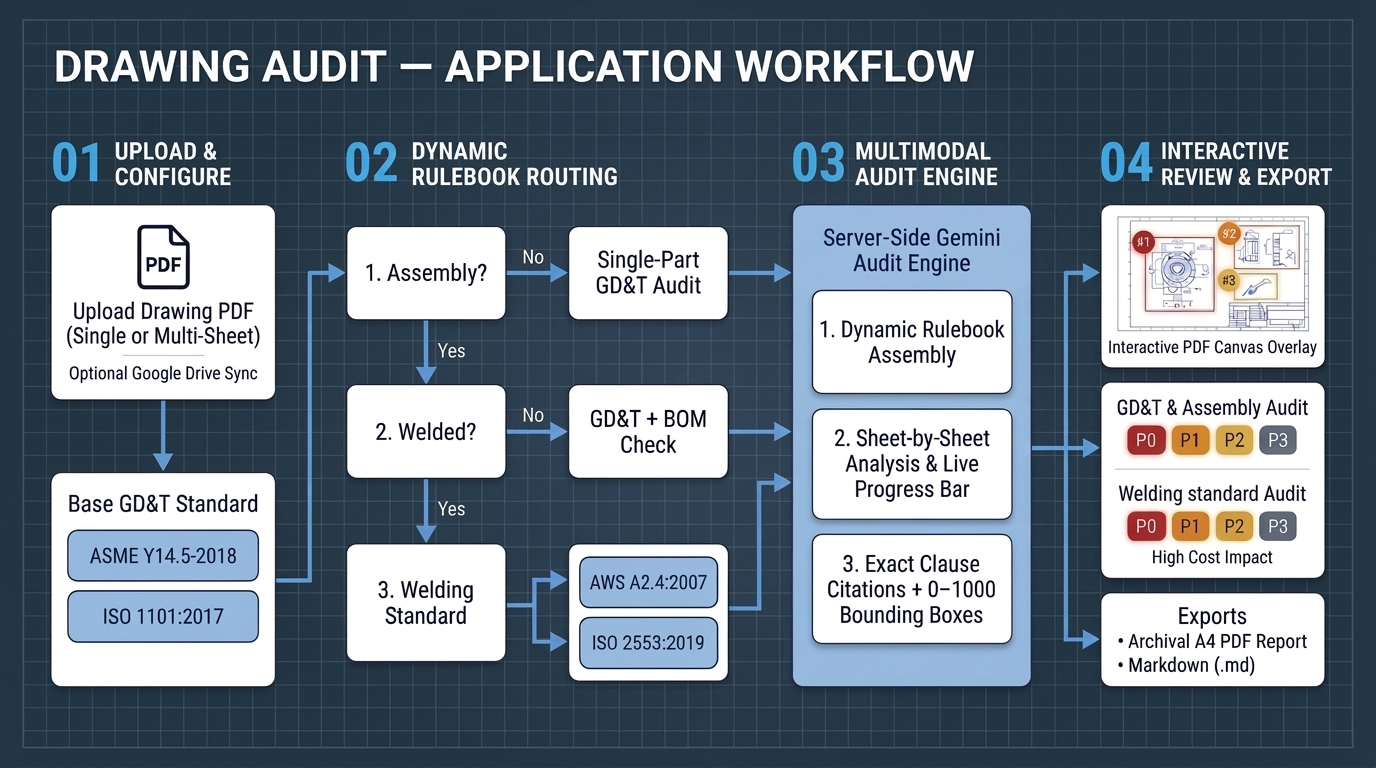 DRAWING AUDIT — APPLICATION WORKFLOW
01 UPLOAD &
CONFIGURE
PDF
Upload Drawing PDF
(Single or Multi-Sheet)
Optional Google Drive Sync
Base GD&T Standard
ASME Y14.5-2018
ISO 1101:2017
02 DYNAMIC
RULEBOOK ROUTING
1. Assembly?
No
Single-Part
GD&T Audit
Yes
2. Welded?
No
GD&T + BOM
Check
Yes
3. Welding
Standard
AWS A2.4:2007
ISO 2553:2019
03 MULTIMODAL
AUDIT ENGINE
Server-Side Gemini
Audit Engine
1. Dynamic Rulebook
Assembly
2. Sheet-by-Sheet
Analysis & Live
Progress Bar
3. Exact Clause
Citations + 0–1000
Bounding Boxes
04 INTERACTIVE
REVIEW & EXPORT
#3
Interactive PDF Canvas Overlay
GD&T & Assembly Audit
P0 P1 P2 P3
Welding standard Audit
P0 P1 P2 P3
High Cost Impact
Exports
• Archival A4 PDF Report
• Markdown (.md)